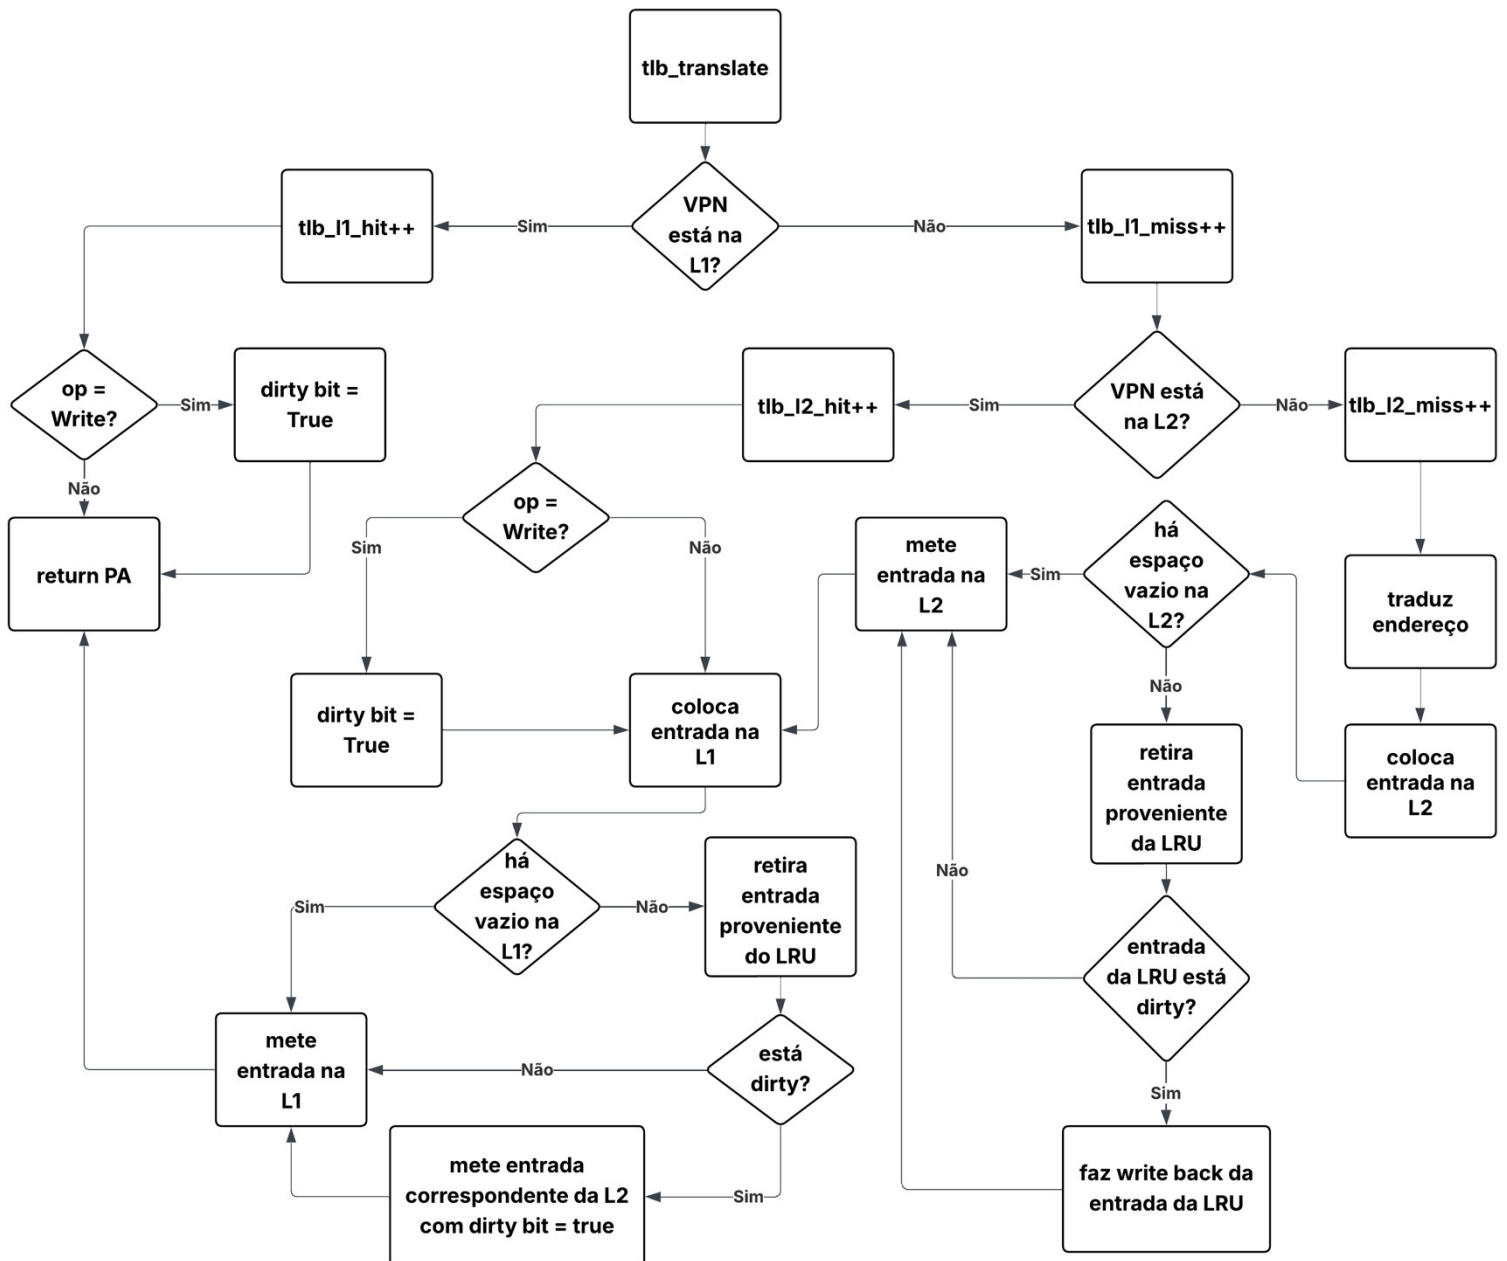 tlb_translate
VPN
está na
L1?
Sim
Não
tlb_l1_hit++
tlb_l1_miss++
op =
Write?
Sim
dirty bit =
True
Não
return PA
VPN está
na L2?
Sim
tlb_l2_hit++
Não
tlb_l2_miss++
op =
Write?
Sim
Não
dirty bit =
True
coloca
entrada na
L1
traduz
endereço
coloca
entrada na
L2
há
espaço
vazio na
L2?
Sim
mete
entrada na
L2
Não
retira
entrada
proveniente
da LRU
entrada
da LRU está
dirty?
Não
Sim
faz write back da
entrada da LRU
há
espaço
vazio na
L1?
Sim
Não
retira
entrada
proveniente
do LRU
está
dirty?
Não
mete
entrada na
L1
Sim
mete entrada
correspondente da L2
com dirty bit = true